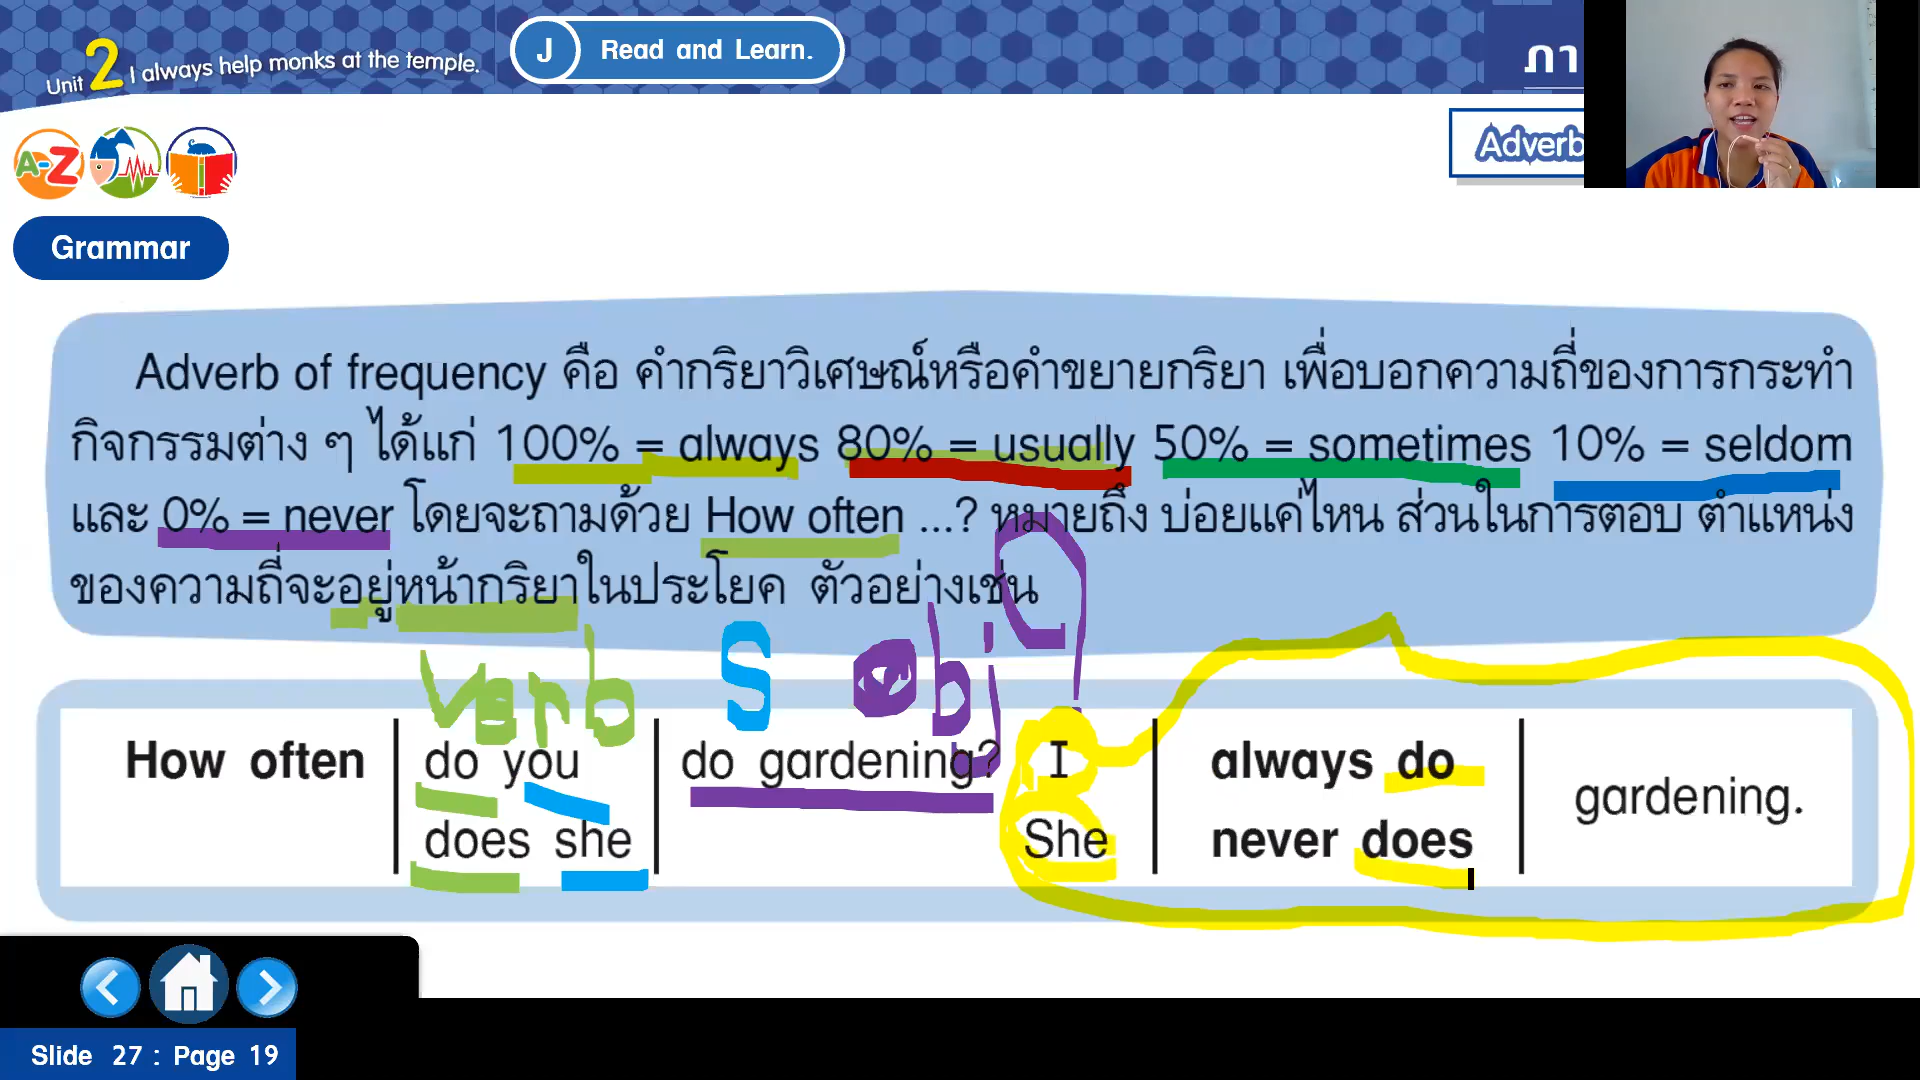 Unit 2 I always help monks at the temple.
J Read and Learn.
ภา
A-Z
Adverb
Grammar
Adverb of frequency คือ คำกริยาวิเศษณ์หรือคำขยายกริยา เพื่อบอกความถี่ของการกระทำ
กิจกรรมต่าง ๆ ได้แก่ 100% = always 80% = usually 50% = sometimes 10% = seldom
และ 0% = never โดยจะถามด้วย How often ...? หมายถึง บ่อยแค่ไหน ส่วนในการตอบ ตำแหน่ง
ของความถี่จะอยู่หน้ากริยาในประโยค ตัวอย่างเช่น
verb S obj
How often do you do gardening? I always do gardening.
does she She never does
Slide 27 : Page 19